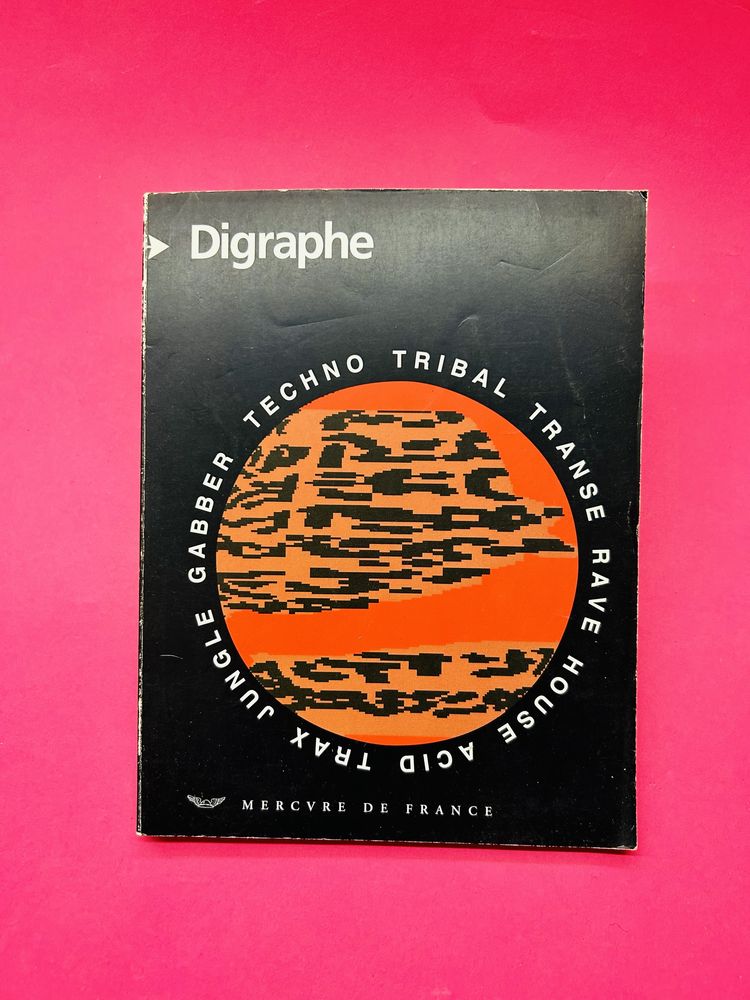 Digraphe
TECHNO TRIBAL TRANSE RAVE HOUSE ACID TRAX JUNGLE GABBER
MERCVRE DE FRANCE